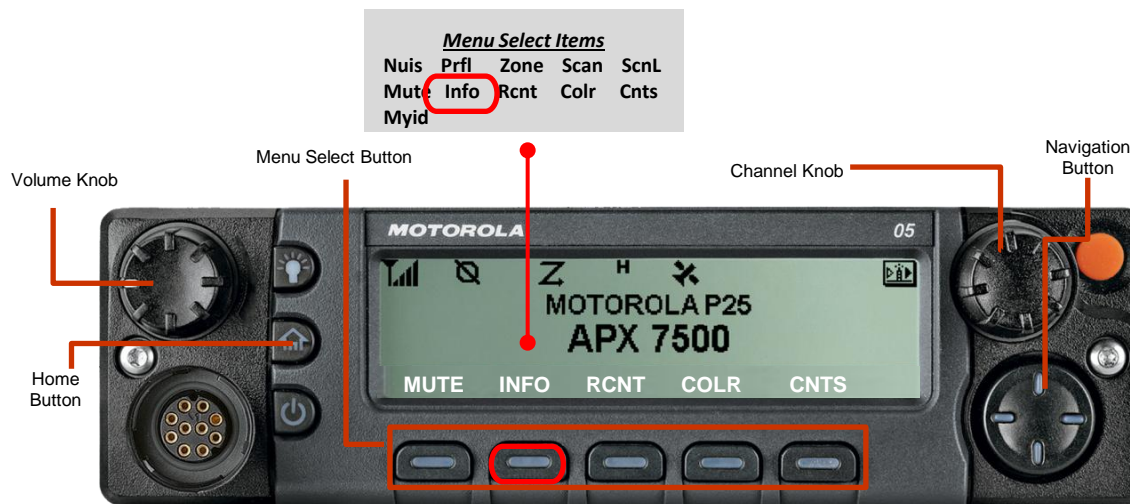 Menu Select Items
Nuis Prfl Zone Scan ScnL
Mute Info Rcnt Colr Cnts
Myid
Menu Select Button
Volume Knob
Channel Knob
Navigation
Button
MOTOROLA 05
H
MOTOROLA P25
APX 7500
MUTE INFO RCNT COLR CNTS
Home
Button